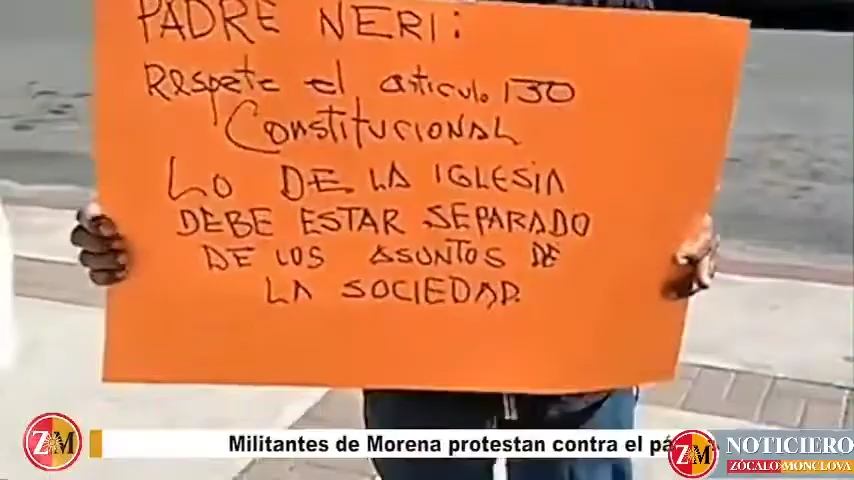 PADRE NERI:
Respete el articulo 130
CONSTITUCIONAL
LO DE LA IGLESIA
DEBE ESTAR SEPARADO
DE LOS ASUNTOS DE
LA SOCIEDAD.
ZM
Militantes de Morena protestan contra el
ZM
NOTICIERO
ZÓCALO MONCLOVA